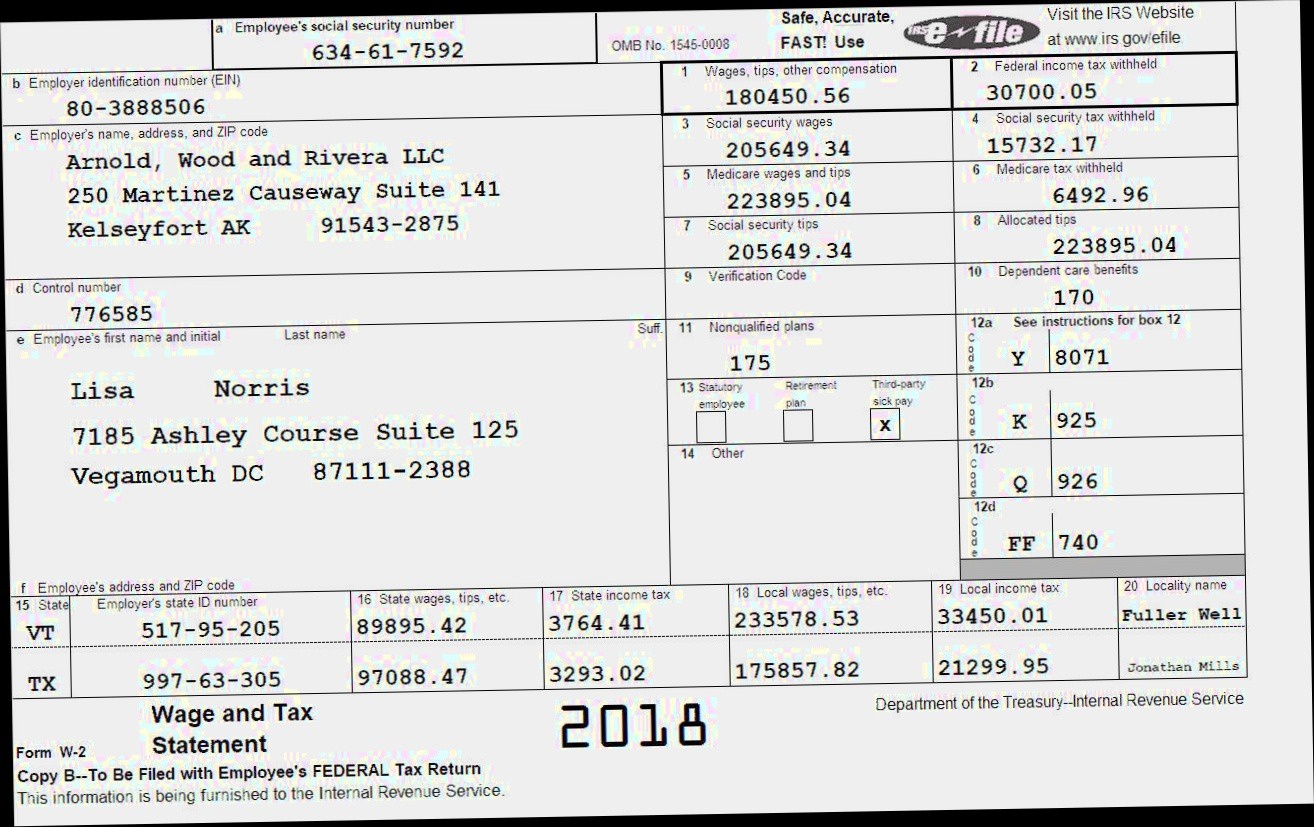 a Employee's social security number
634-61-7592
OMB No. 1545-0008
Safe, Accurate,
FAST! Use
IRS e-file
Visit the IRS Website
at www.irs.gov/efile.
b Employer identification number (EIN)
80-3888506
1 Wages, tips, other compensation
180450.56
2 Federal income tax withheld
30700.05
c Employer's name, address, and ZIP code
Arnold, Wood and Rivera LLC
250 Martinez Causeway Suite 141
Kelseyfort AK 91543-2875
3 Social security wages
205649.34
4 Social security tax withheld
15732.17
5 Medicare wages and tips
223895.04
6 Medicare tax withheld
6492.96
7 Social security tips
205649.34
8 Allocated tips
223895.04
d Control number
776585
9 Verification Code
10 Dependent care benefits
170
e Employee's first name and initial Last name Suff.
Lisa Norris
7185 Ashley Course Suite 125
Vegamouth DC 87111-2388
11 Nonqualified plans
175
12a See instructions for box 12
Code Y 8071
13 Statutory employee
Retirement plan
Third-party sick pay
X
12b
Code K 925
14 Other
12c
Code Q 926
12d
Code FF 740
f Employee's address and ZIP code
15 State Employer's state ID number 16 State wages, tips, etc. 17 State income tax 18 Local wages, tips, etc. 19 Local income tax 20 Locality name
VT 517-95-205 89895.42 3764.41 233578.53 33450.01 Fuller Well
TX 997-63-305 97088.47 3293.02 175857.82 21299.95 Jonathan Mills
Form W-2
Wage and Tax
Statement
2018
Department of the Treasury--Internal Revenue Service
Copy B--To Be Filed with Employee's FEDERAL Tax Return
This information is being furnished to the Internal Revenue Service.